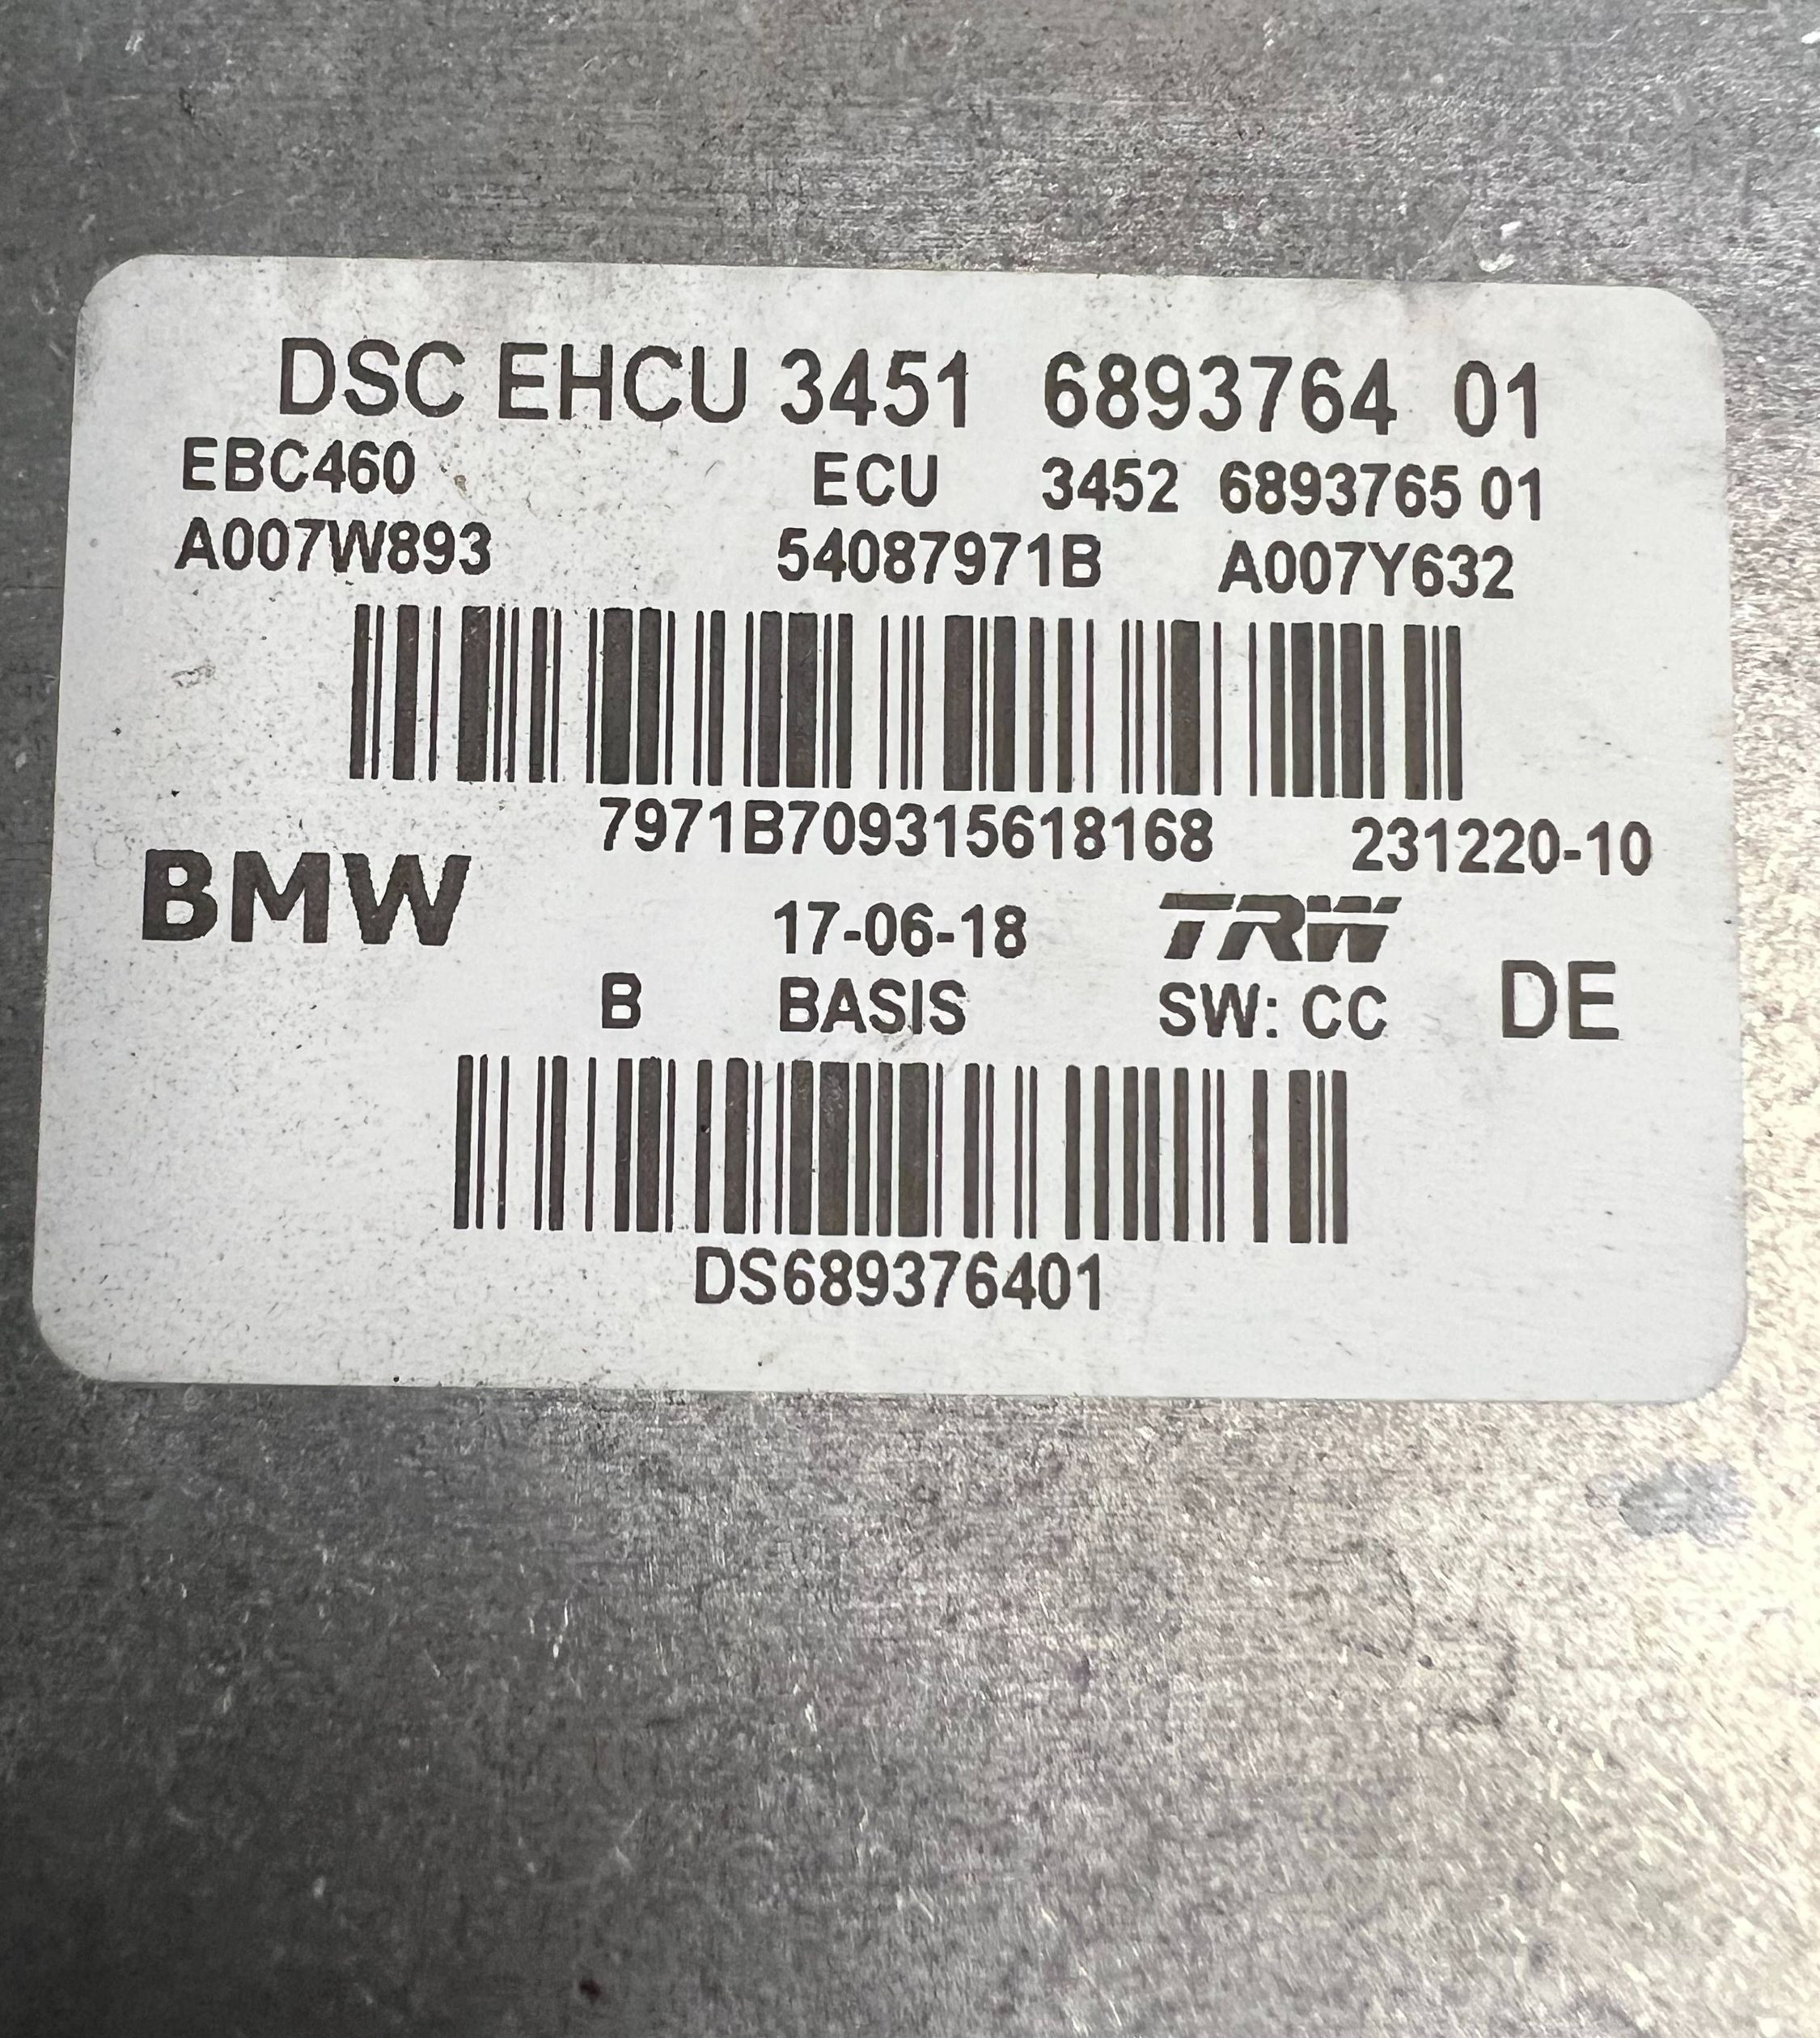 DSC EHCU 3451 6893764 01
EBC460 ECU 3452 6893765 01
A007W893 54087971B A007Y632
7971B709315618168 231220-10
BMW 17-06-18 TRW
B BASIS SW: CC DE
DS689376401